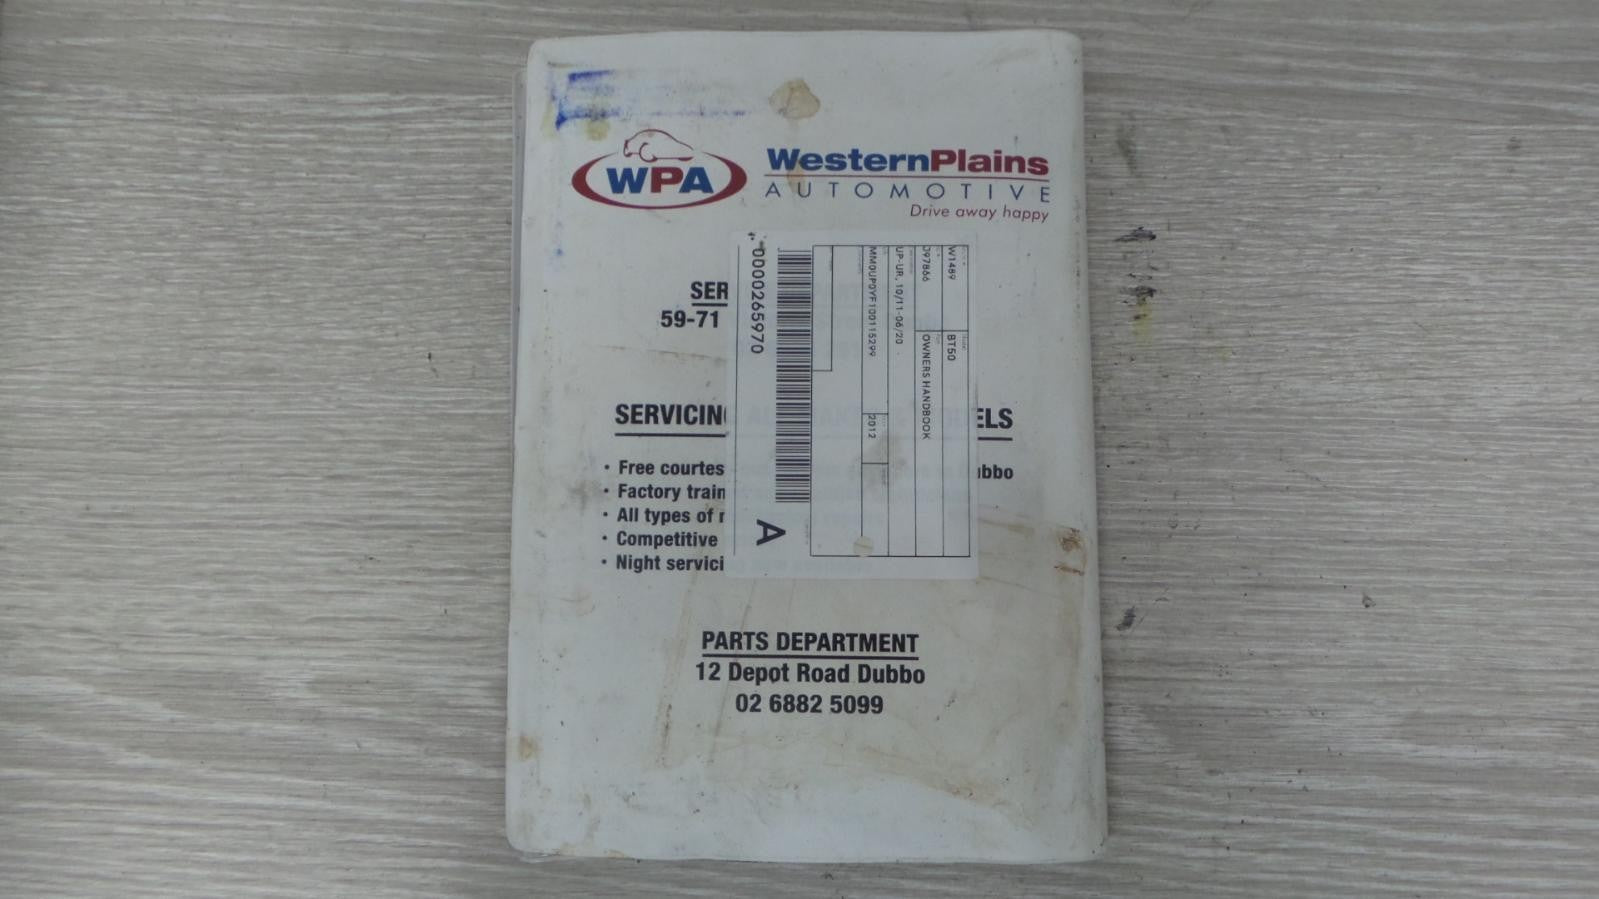 WPA
WesternPlains
AUTOMOTIVE
Drive away happy
SER
59-71
SERVICING ELS
• Free courtes bbo
• Factory train
• All types of
• Competitive
• Night servici
W1489 BT50
OWNERS HANDBOOK
UP-UR, 10/11-06/20
2012
*0000265970
A
PARTS DEPARTMENT
12 Depot Road Dubbo
02 6882 5099